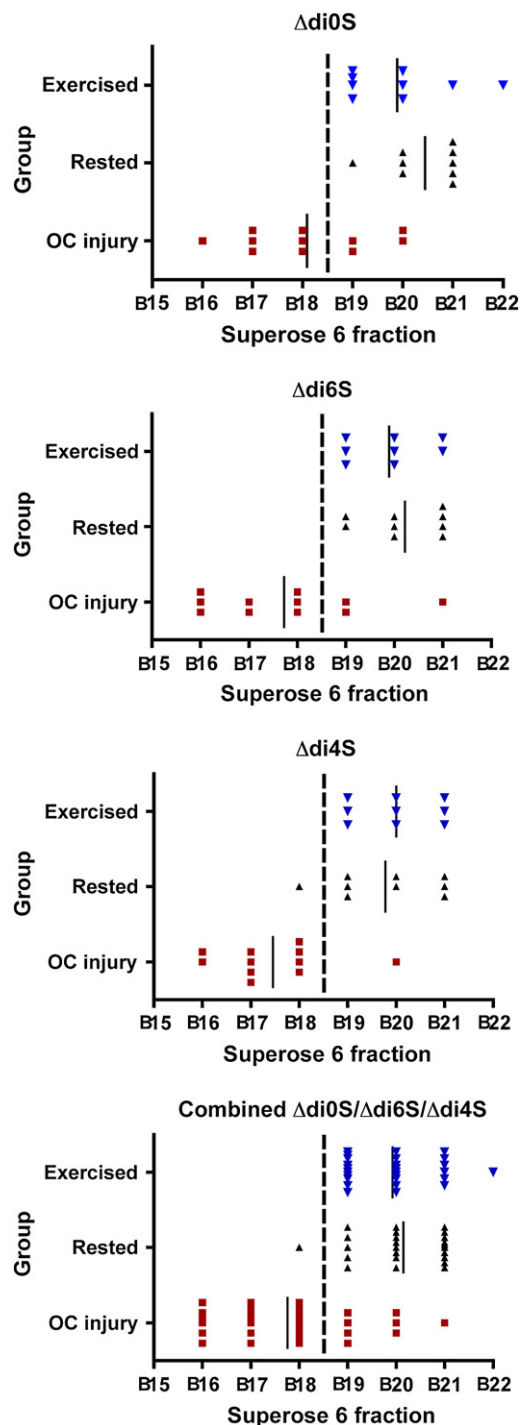 Δdi0S
Exercised
Rested
OC injury
Group
B15 B16 B17 B18 B19 B20 B21 B22
Superose 6 fraction
Δdi6S
Exercised
Rested
OC injury
Group
B15 B16 B17 B18 B19 B20 B21 B22
Superose 6 fraction
Δdi4S
Exercised
Rested
OC injury
Group
B15 B16 B17 B18 B19 B20 B21 B22
Superose 6 fraction
Combined Δdi0S/Δdi6S/Δdi4S
Exercised
Rested
OC injury
Group
B15 B16 B17 B18 B19 B20 B21 B22
Superose 6 fraction